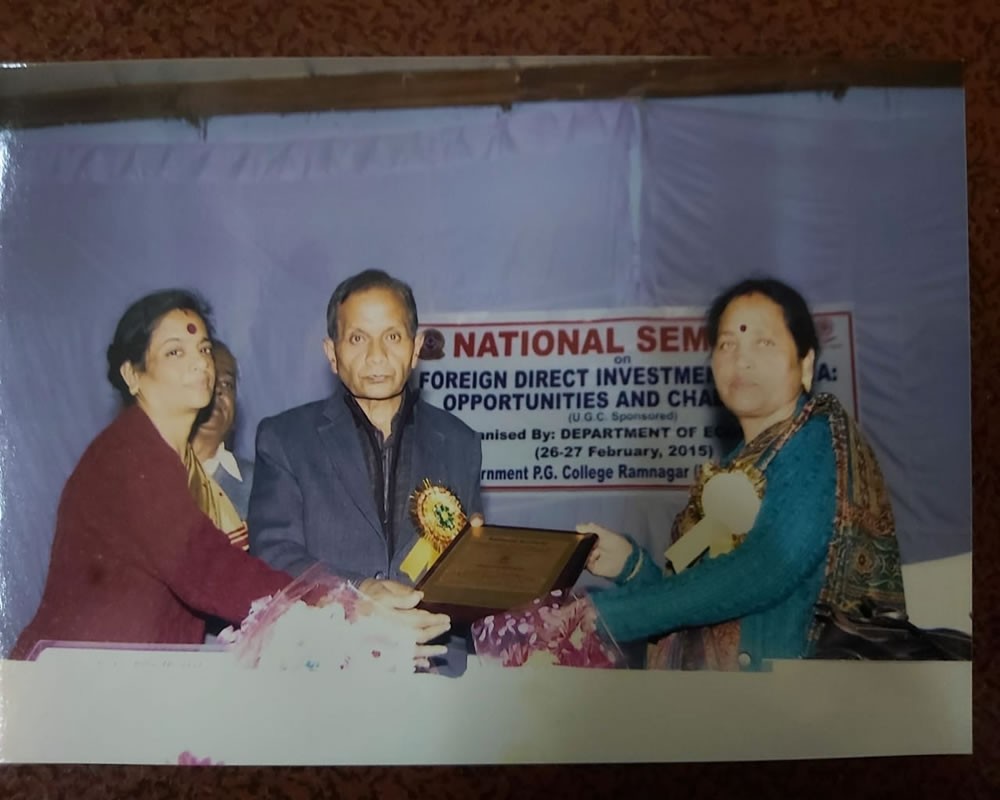 NATIONAL SEM
on
FOREIGN DIRECT INVESTME A:
OPPORTUNITIES AND CHA
(U.G.C. Sponsored)
anised By: DEPARTMENT OF EC
(26-27 February, 2015)
rnment P.G. College Ramnagar (